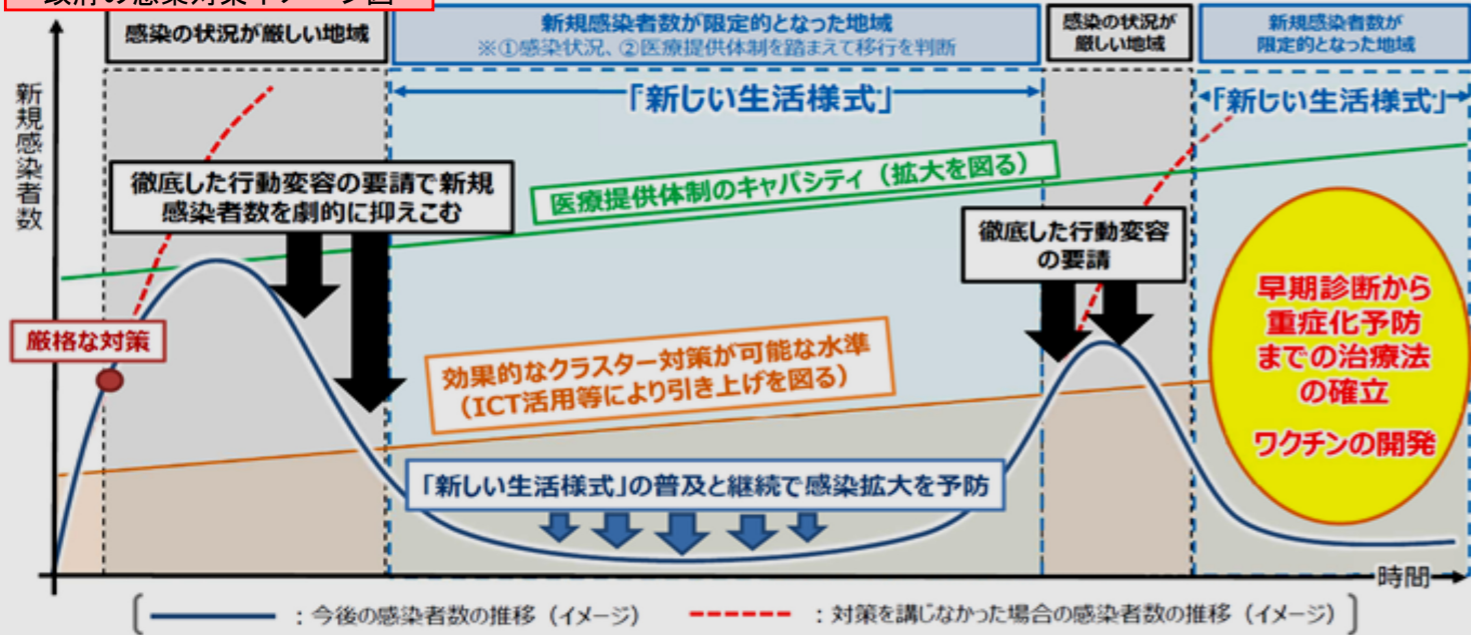 政府の感染対策イメージ図
感染の状況が厳しい地域
新規感染者数が限定的となった地域
※①感染状況、②医療提供体制を踏まえて移行を判断
感染の状況が
厳しい地域
新規感染者数が
限定的となった地域
新規感染者数
「新しい生活様式」
「新しい生活様式」
徹底した行動変容の要請で新規
感染者数を劇的に抑えこむ
医療提供体制のキャパシティ（拡大を図る）
徹底した行動変容
の要請
厳格な対策
効果的なクラスター対策が可能な水準
（ICT活用等により引き上げを図る）
早期診断から
重症化予防
までの治療法
の確立
ワクチンの開発
「新しい生活様式」の普及と継続で感染拡大を予防
時間
：今後の感染者数の推移（イメージ）
：対策を講じなかった場合の感染者数の推移（イメージ）